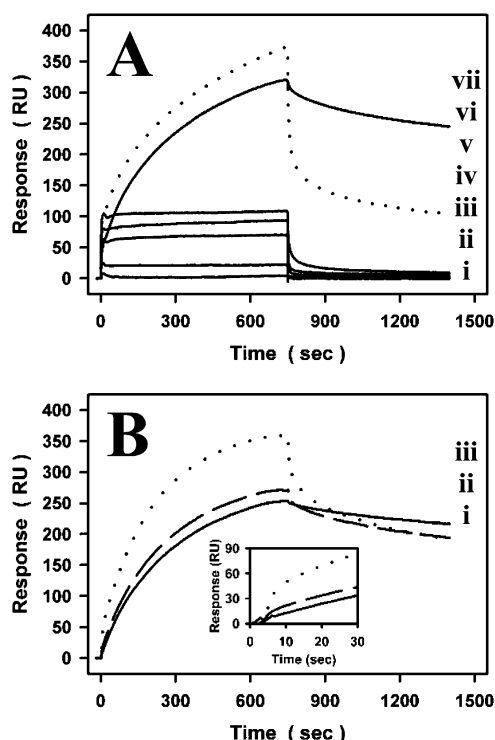 A
400
350
300
250
200
150
100
50
0
Response ( RU )
vii
vi
v
iv
iii
ii
i
0 300 600 900 1200 1500
Time ( sec )
B
400
350
300
250
200
150
100
50
0
Response ( RU )
iii
ii
i
90
60
30
0
Response (RU)
0 10 20 30
Time (sec)
0 300 600 900 1200 1500
Time ( sec )